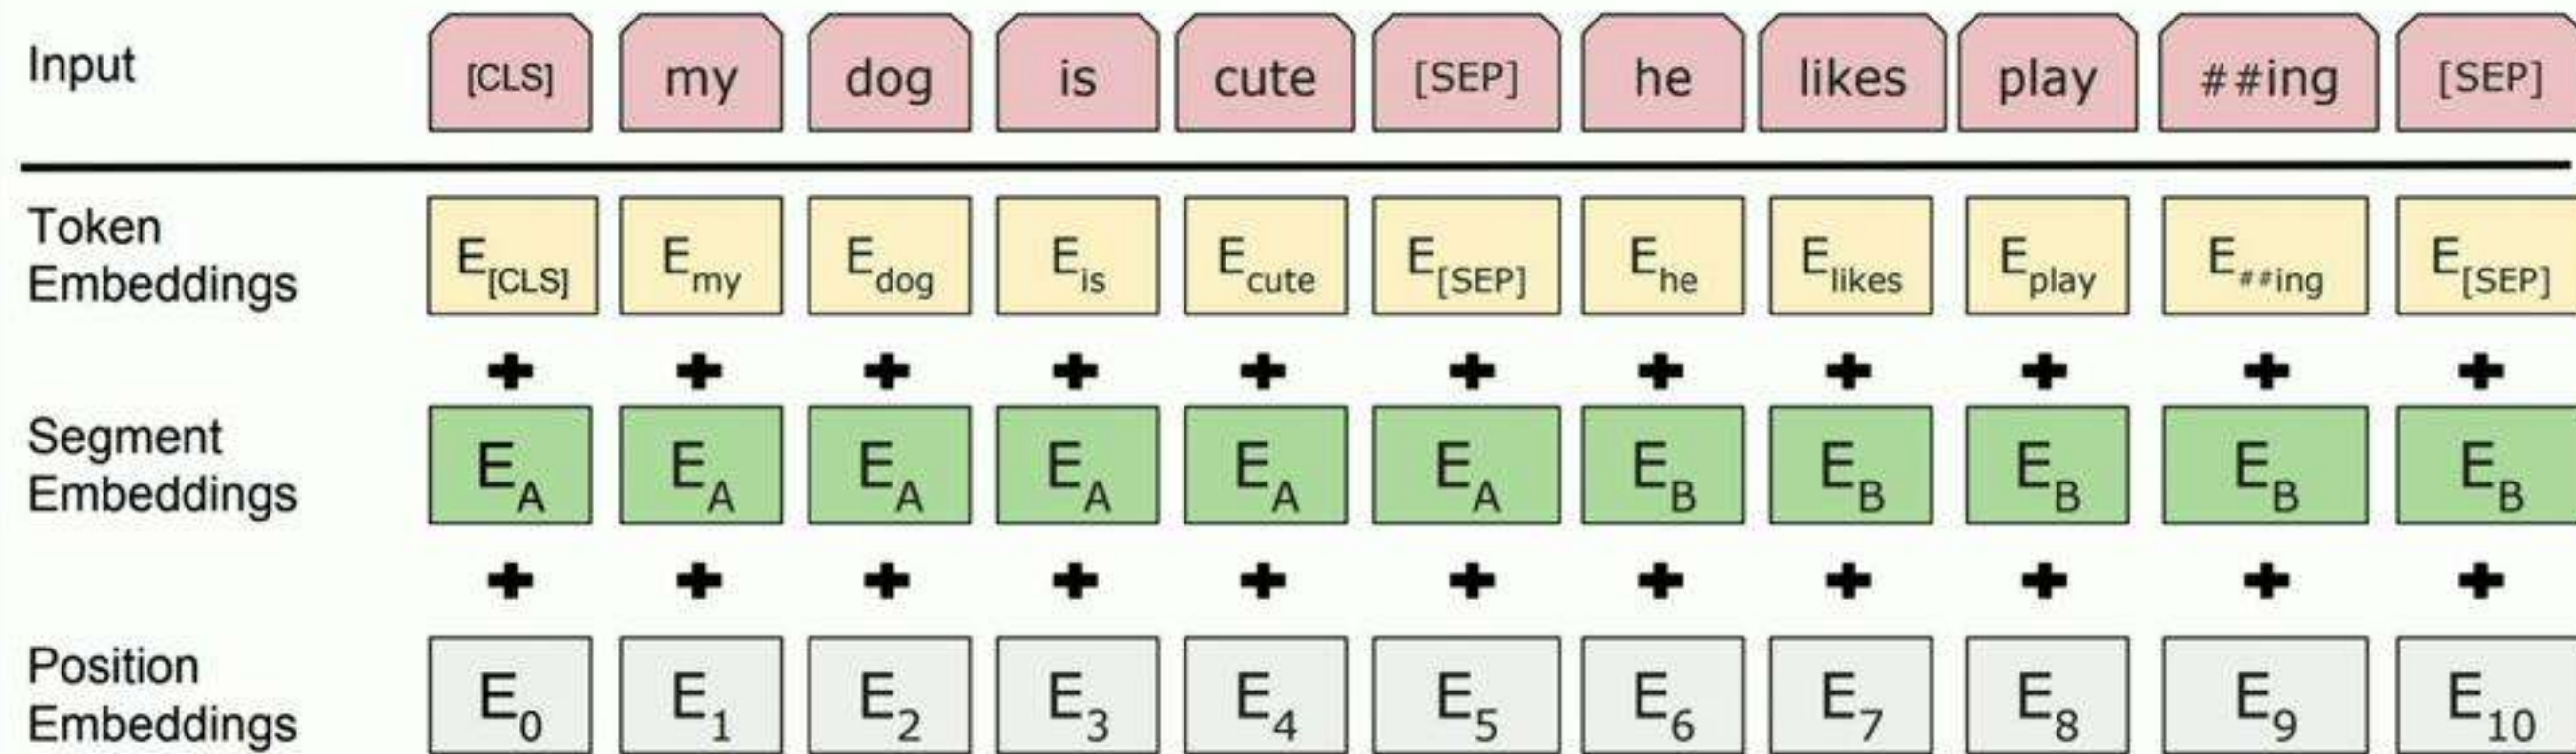 Input [CLS] my dog is cute [SEP] he likes play ##ing [SEP]
Token
Embeddings
E[CLS] Emy Edog Eis Ecute E[SEP] Ehe Elikes Eplay E##ing E[SEP]
+ + + + + + + + + + +
Segment
Embeddings
EA EA EA EA EA EA EB EB EB EB EB
+ + + + + + + + + + +
Position
Embeddings
E0 E1 E2 E3 E4 E5 E6 E7 E8 E9 E10